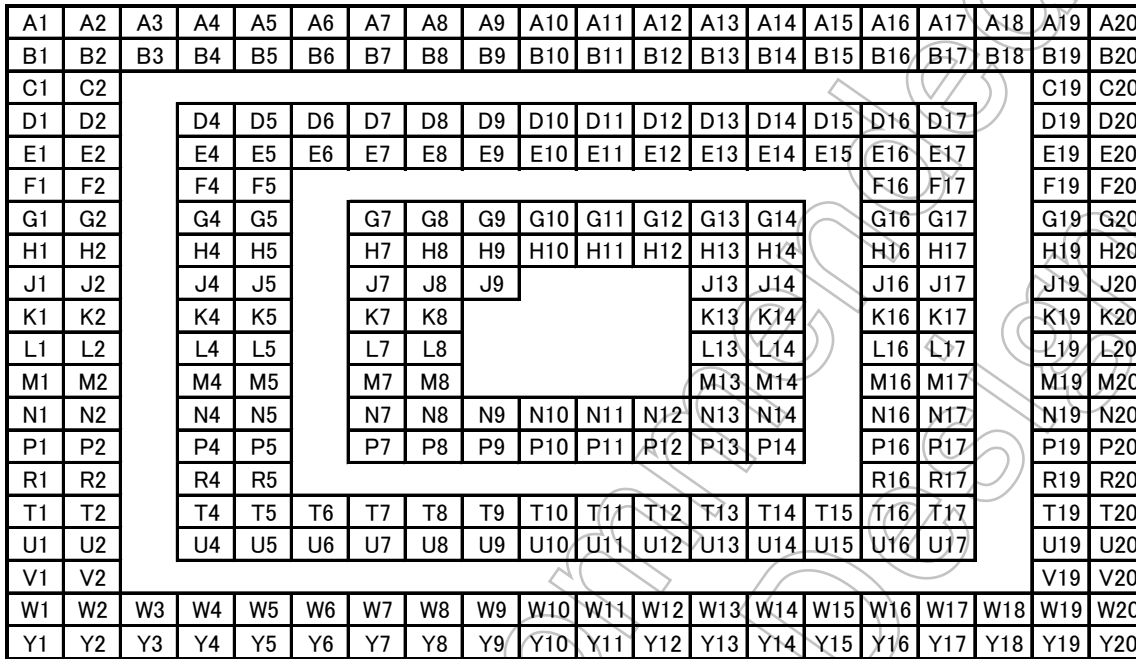 A1 A2 A3 A4 A5 A6 A7 A8 A9 A10 A11 A12 A13 A14 A15 A16 A17 A18 A19 A20
B1 B2 B3 B4 B5 B6 B7 B8 B9 B10 B11 B12 B13 B14 B15 B16 B17 B18 B19 B20
C1 C2 C19 C20
D1 D2 D4 D5 D6 D7 D8 D9 D10 D11 D12 D13 D14 D15 D16 D17 D19 D20
E1 E2 E4 E5 E6 E7 E8 E9 E10 E11 E12 E13 E14 E15 E16 E17 E19 E20
F1 F2 F4 F5 F16 F17 F19 F20
G1 G2 G4 G5 G7 G8 G9 G10 G11 G12 G13 G14 G16 G17 G19 G20
H1 H2 H4 H5 H7 H8 H9 H10 H11 H12 H13 H14 H16 H17 H19 H20
J1 J2 J4 J5 J7 J8 J9 J13 J14 J16 J17 J19 J20
K1 K2 K4 K5 K7 K8 K13 K14 K16 K17 K19 K20
L1 L2 L4 L5 L7 L8 L13 L14 L16 L17 L19 L20
M1 M2 M4 M5 M7 M8 M13 M14 M16 M17 M19 M20
N1 N2 N4 N5 N7 N8 N9 N10 N11 N12 N13 N14 N16 N17 N19 N20
P1 P2 P4 P5 P7 P8 P9 P10 P11 P12 P13 P14 P16 P17 P19 P20
R1 R2 R4 R5 R16 R17 R19 R20
T1 T2 T4 T5 T6 T7 T8 T9 T10 T11 T12 T13 T14 T15 T16 T17 T19 T20
U1 U2 U4 U5 U6 U7 U8 U9 U10 U11 U12 U13 U14 U15 U16 U17 U19 U20
V1 V2 V19 V20
W1 W2 W3 W4 W5 W6 W7 W8 W9 W10 W11 W12 W13 W14 W15 W16 W17 W18 W19 W20
Y1 Y2 Y3 Y4 Y5 Y6 Y7 Y8 Y9 Y10 Y11 Y12 Y13 Y14 Y15 Y16 Y17 Y18 Y19 Y20